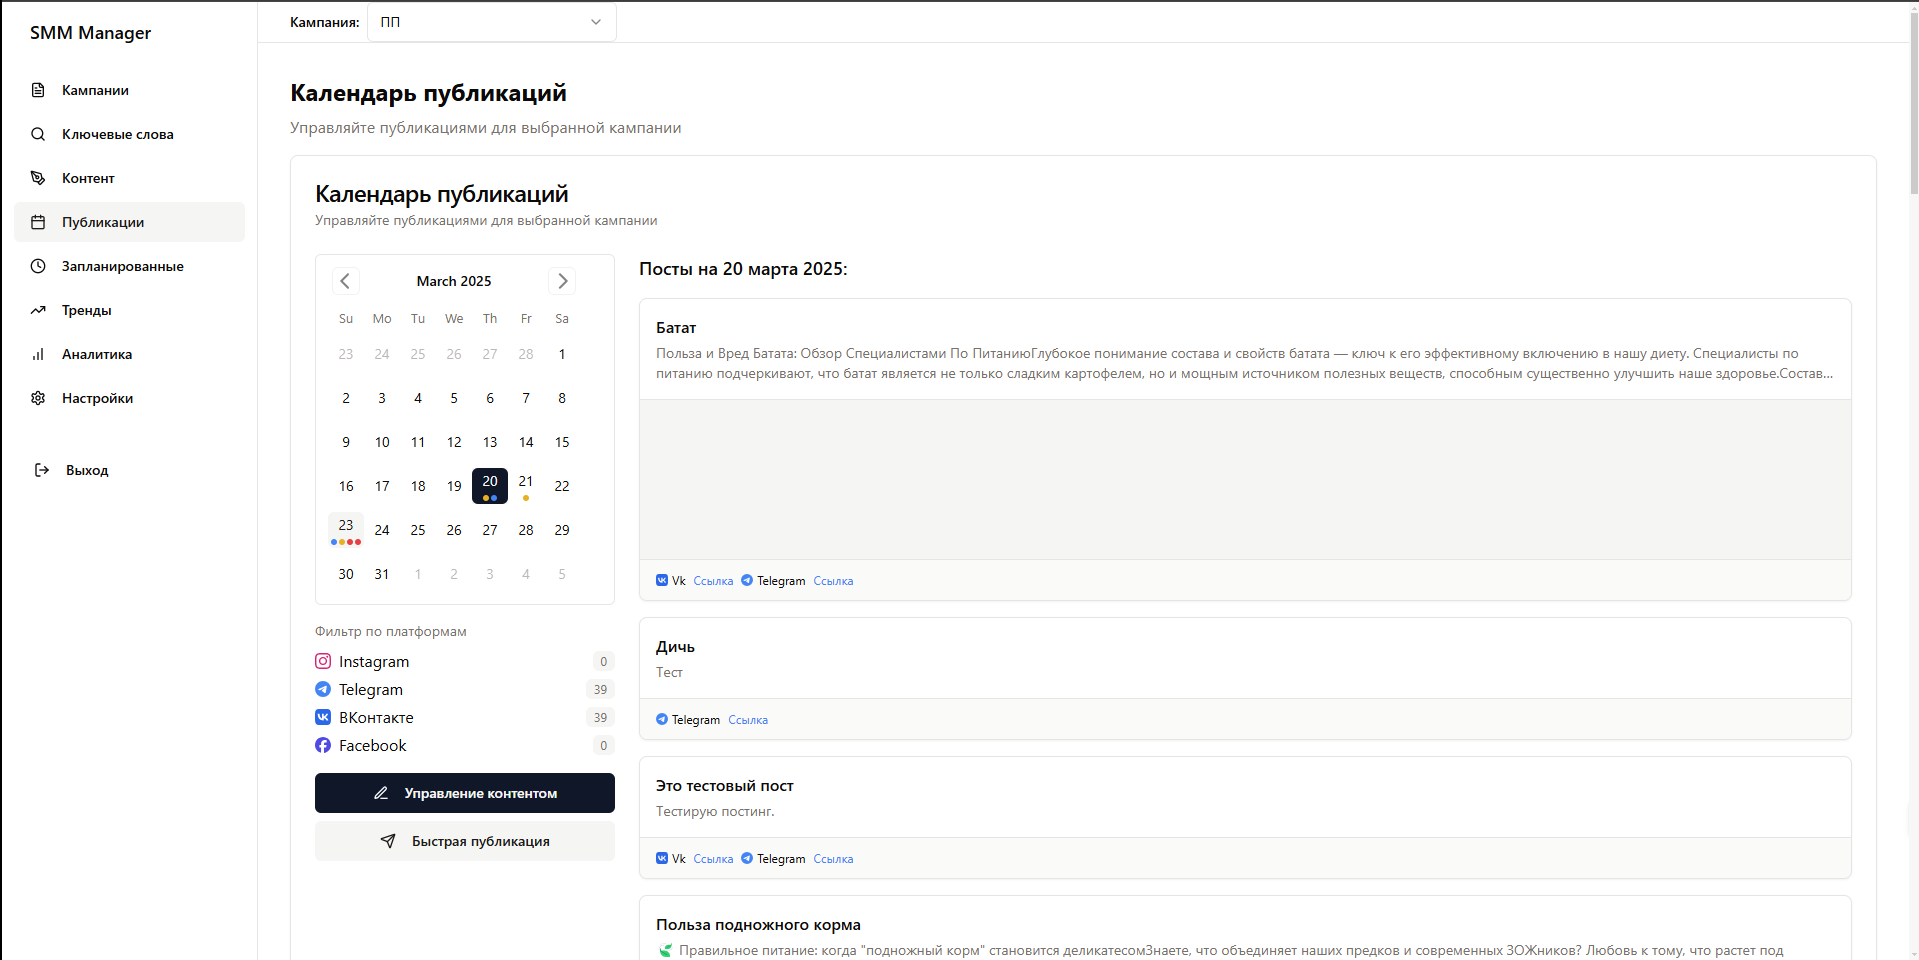 SMM Manager
Кампании
Ключевые слова
Контент
Публикации
Запланированные
Тренды
Аналитика
Настройки
Выход
Кампания: ПП
Календарь публикаций
Управляйте публикациями для выбранной кампании
Календарь публикаций
Управляйте публикациями для выбранной кампании
March 2025
Su Mo Tu We Th Fr Sa
23 24 25 26 27 28 1
2 3 4 5 6 7 8
9 10 11 12 13 14 15
16 17 18 19 20 21 22
23 24 25 26 27 28 29
30 31 1 2 3 4 5
Фильтр по платформам
Instagram 0
Telegram 39
ВКонтакте 39
Facebook 0
Управление контентом
Быстрая публикация
Посты на 20 марта 2025:
Батат
Польза и Вред Батата: Обзор Специалистами По ПитаниюГлубокое понимание состава и свойств батата — ключ к его эффективному включению в нашу диету. Специалисты по
питанию подчеркивают, что батат является не только сладким картофелем, но и мощным источником полезных веществ, способным существенно улучшить наше здоровье.Состав...
Vk Ссылка Telegram Ссылка
Дичь
Тест
Telegram Ссылка
Это тестовый пост
Тестирую постинг.
Vk Ссылка Telegram Ссылка
Польза подножного корма
Правильное питание: когда "подножный корм" становится деликатесомЗнаете, что объединяет наших предков и современных ЗОЖников? Любовь к тому, что растет под